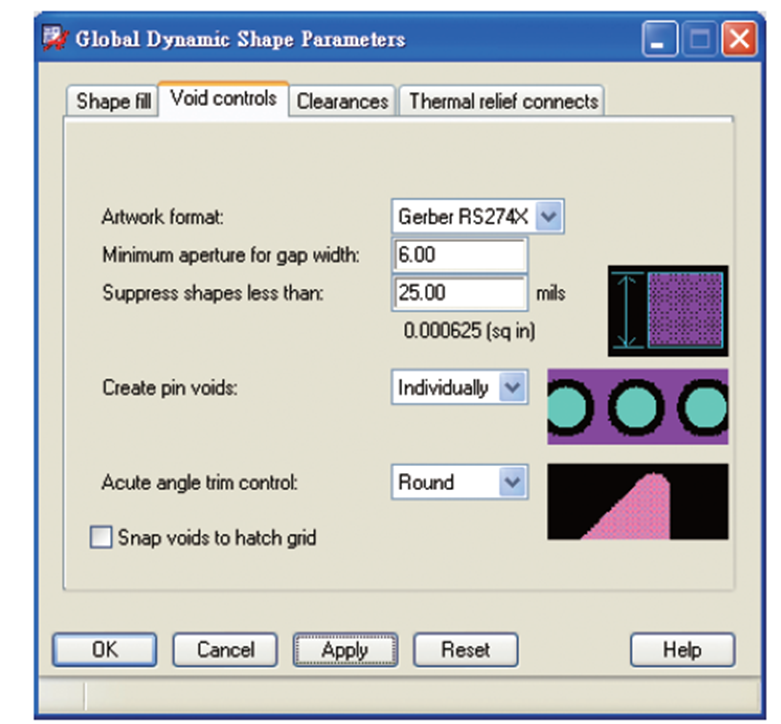 Global Dynamic Shape Parameters
Shape fill Void controls Clearances Thermal relief connects
Artwork format: Gerber RS274X
Minimum aperture for gap width: 6.00
Suppress shapes less than: 25.00 mils
0.000625 (sq in)
Create pin voids: Individually
Acute angle trim control: Round
Snap voids to hatch grid
OK Cancel Apply Reset Help